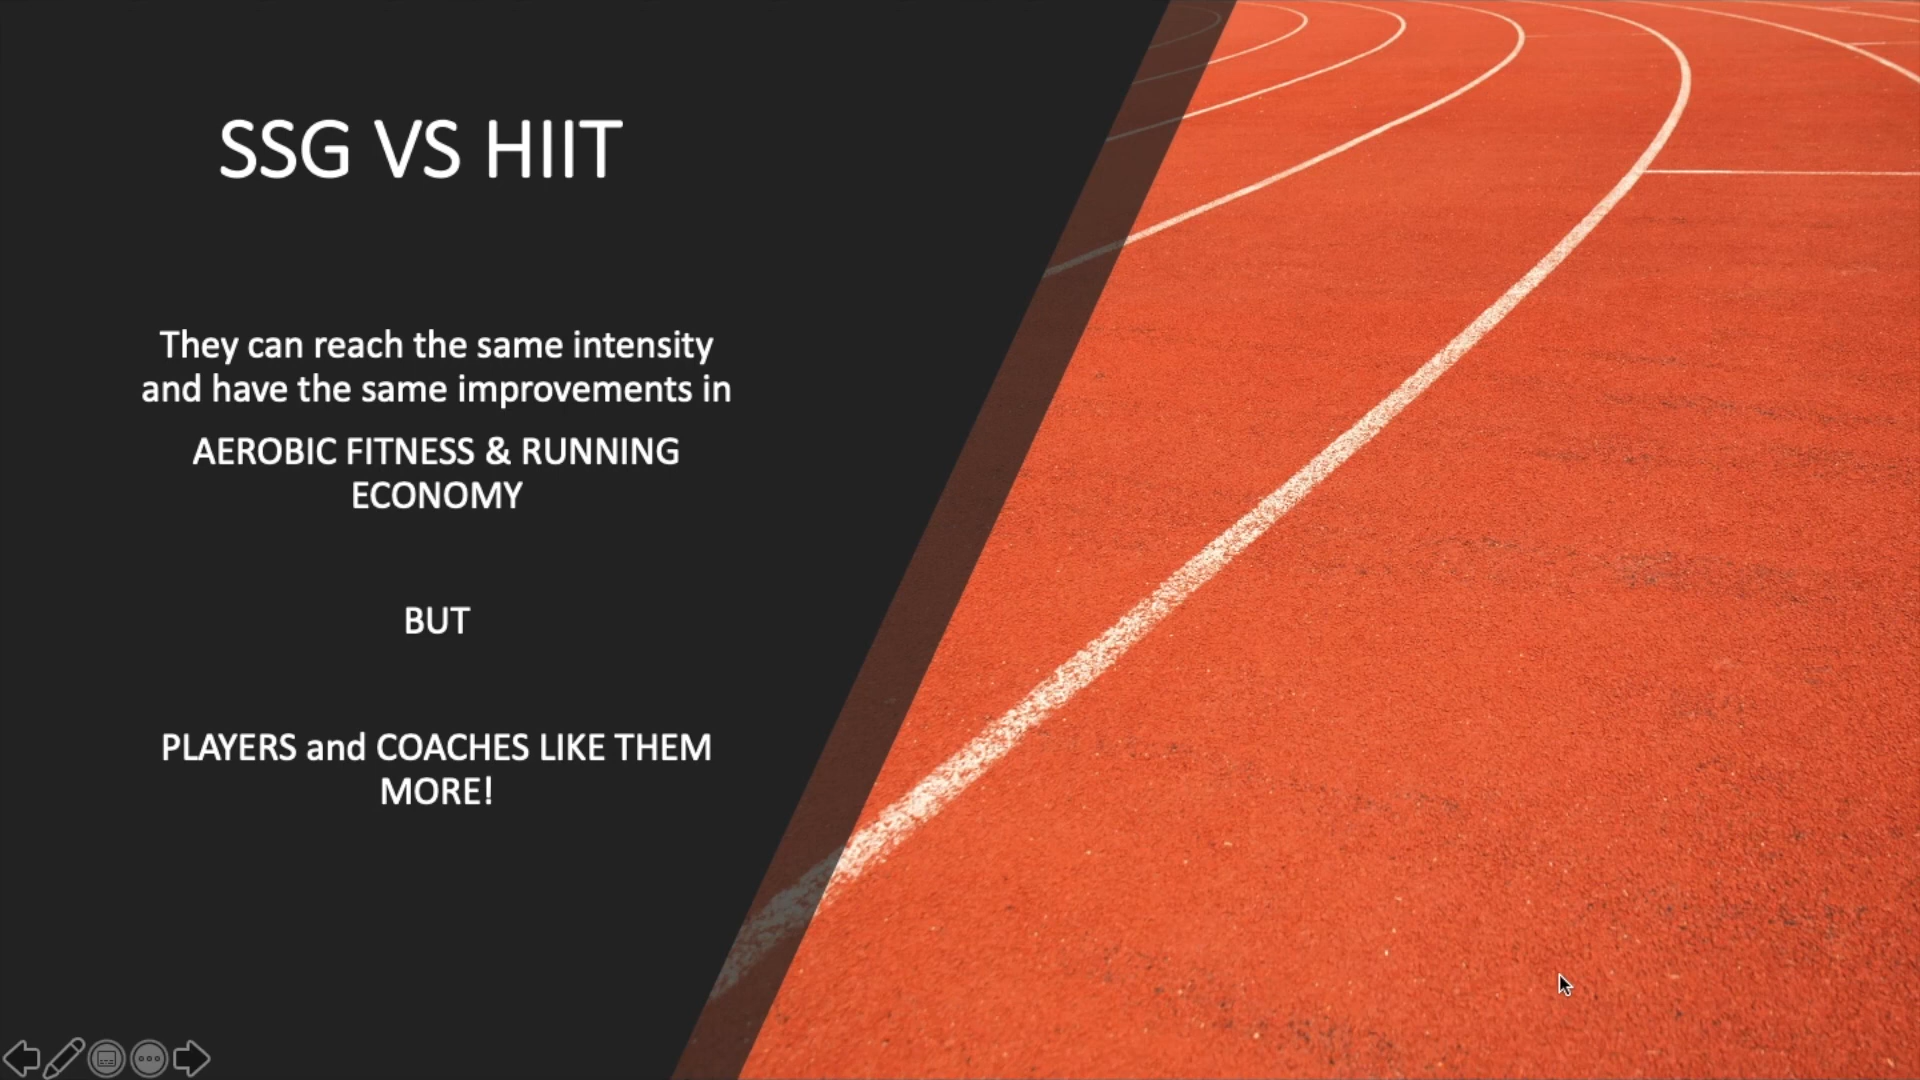 SSG VS HIIT
They can reach the same intensity
and have the same improvements in
AEROBIC FITNESS & RUNNING
ECONOMY
BUT
PLAYERS and COACHES LIKE THEM
MORE!